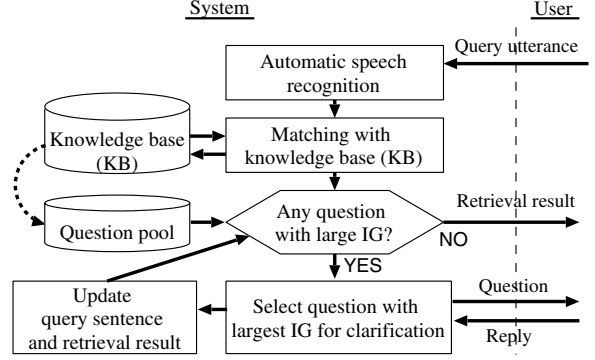 System
User
Query utterance
Automatic speech
recognition
Knowledge base
(KB)
Matching with
knowledge base (KB)
Question pool
Any question
with large IG?
Retrieval result
NO
YES
Update
query sentence
and retrieval result
Select question with
largest IG for clarification
Question
Reply